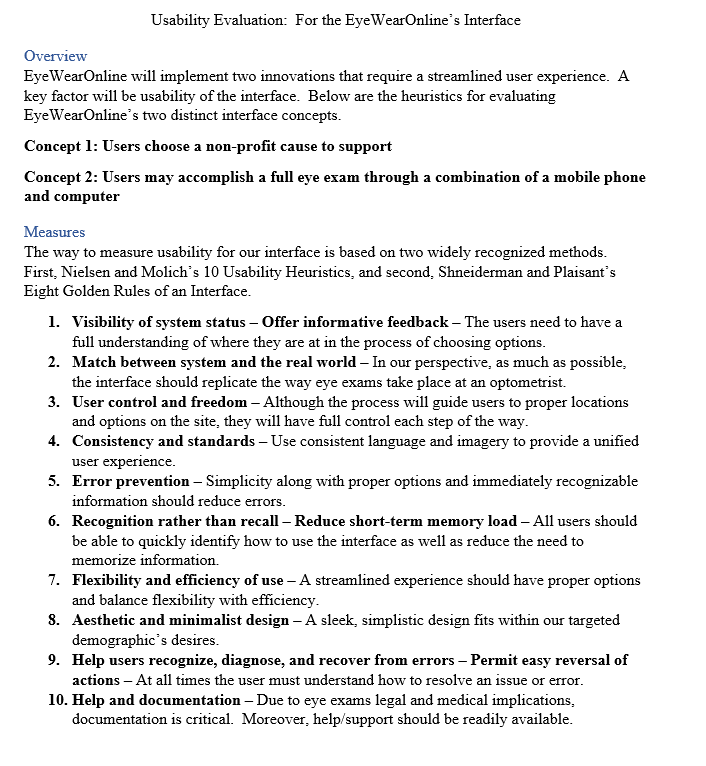 Usability Evaluation:  For the EyeWearOnline's Interface
Overview
EyeWearOnline will implement two innovations that require a streamlined user experience.  A
key factor will be usability of the interface.  Below are the heuristics for evaluating
EyeWearOnline's two distinct interface concepts.
Concept 1: Users choose a non-profit cause to support
Concept 2: Users may accomplish a full eye exam through a combination of a mobile phone
and computer
Measures
The way to measure usability for our interface is based on two widely recognized methods.
First, Nielsen and Molich's 10 Usability Heuristics, and second, Shneiderman and Plaisant's
Eight Golden Rules of an Interface.
1. Visibility of system status – Offer informative feedback – The users need to have a
full understanding of where they are at in the process of choosing options.
2. Match between system and the real world – In our perspective, as much as possible,
the interface should replicate the way eye exams take place at an optometrist.
3. User control and freedom – Although the process will guide users to proper locations
and options on the site, they will have full control each step of the way.
4. Consistency and standards – Use consistent language and imagery to provide a unified
user experience.
5. Error prevention – Simplicity along with proper options and immediately recognizable
information should reduce errors.
6. Recognition rather than recall – Reduce short-term memory load – All users should
be able to quickly identify how to use the interface as well as reduce the need to
memorize information.
7. Flexibility and efficiency of use – A streamlined experience should have proper options
and balance flexibility with efficiency.
8. Aesthetic and minimalist design – A sleek, simplistic design fits within our targeted
demographic's desires.
9. Help users recognize, diagnose, and recover from errors – Permit easy reversal of
actions – At all times the user must understand how to resolve an issue or error.
10. Help and documentation – Due to eye exams legal and medical implications,
documentation is critical.  Moreover, help/support should be readily available.